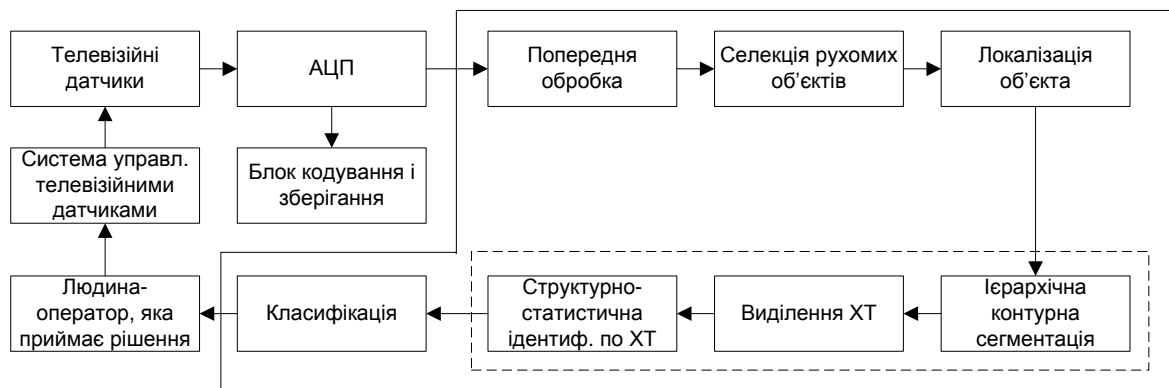 Телевізійні
датчики
АЦП
Попередня
обробка
Селекція рухомих
об’єктів
Локалізація
об’єкта
Система управл.
телевізійними
датчиками
Блок кодування і
зберігання
Людина-
оператор, яка
приймає рішення
Класифікація
Структурно-
статистична
ідентиф. по ХТ
Виділення ХТ
Ієрархічна
контурна
сегментація